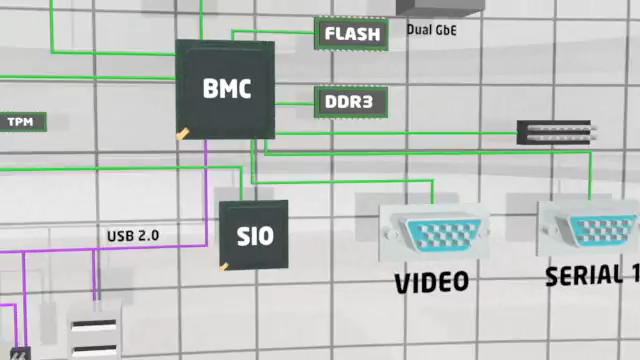 FLASH
Dual GbE
BMC
DDR3
TPM
SIO
USB 2.0
VIDEO
SERIAL 1